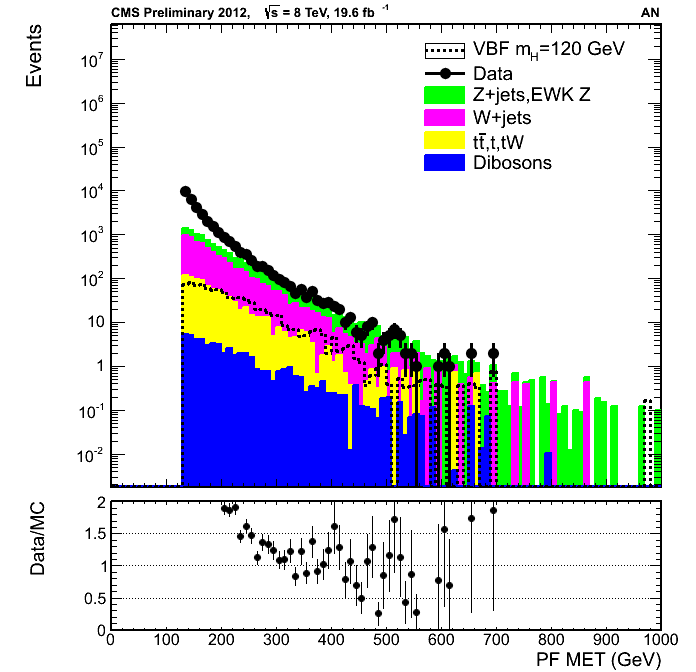 CMS Preliminary 2012, √s = 8 TeV, 19.6 fb⁻¹ AN
Events
10⁷
10⁶
10⁵
10⁴
10³
10²
10
1
10⁻¹
10⁻²
VBF m_H=120 GeV
Data
Z+jets,EWK Z
W+jets
tt̄,t,tW
Dibosons
Data/MC
2
1.5
1
0.5
0
0 100 200 300 400 500 600 700 800 900 1000
PF MET (GeV)